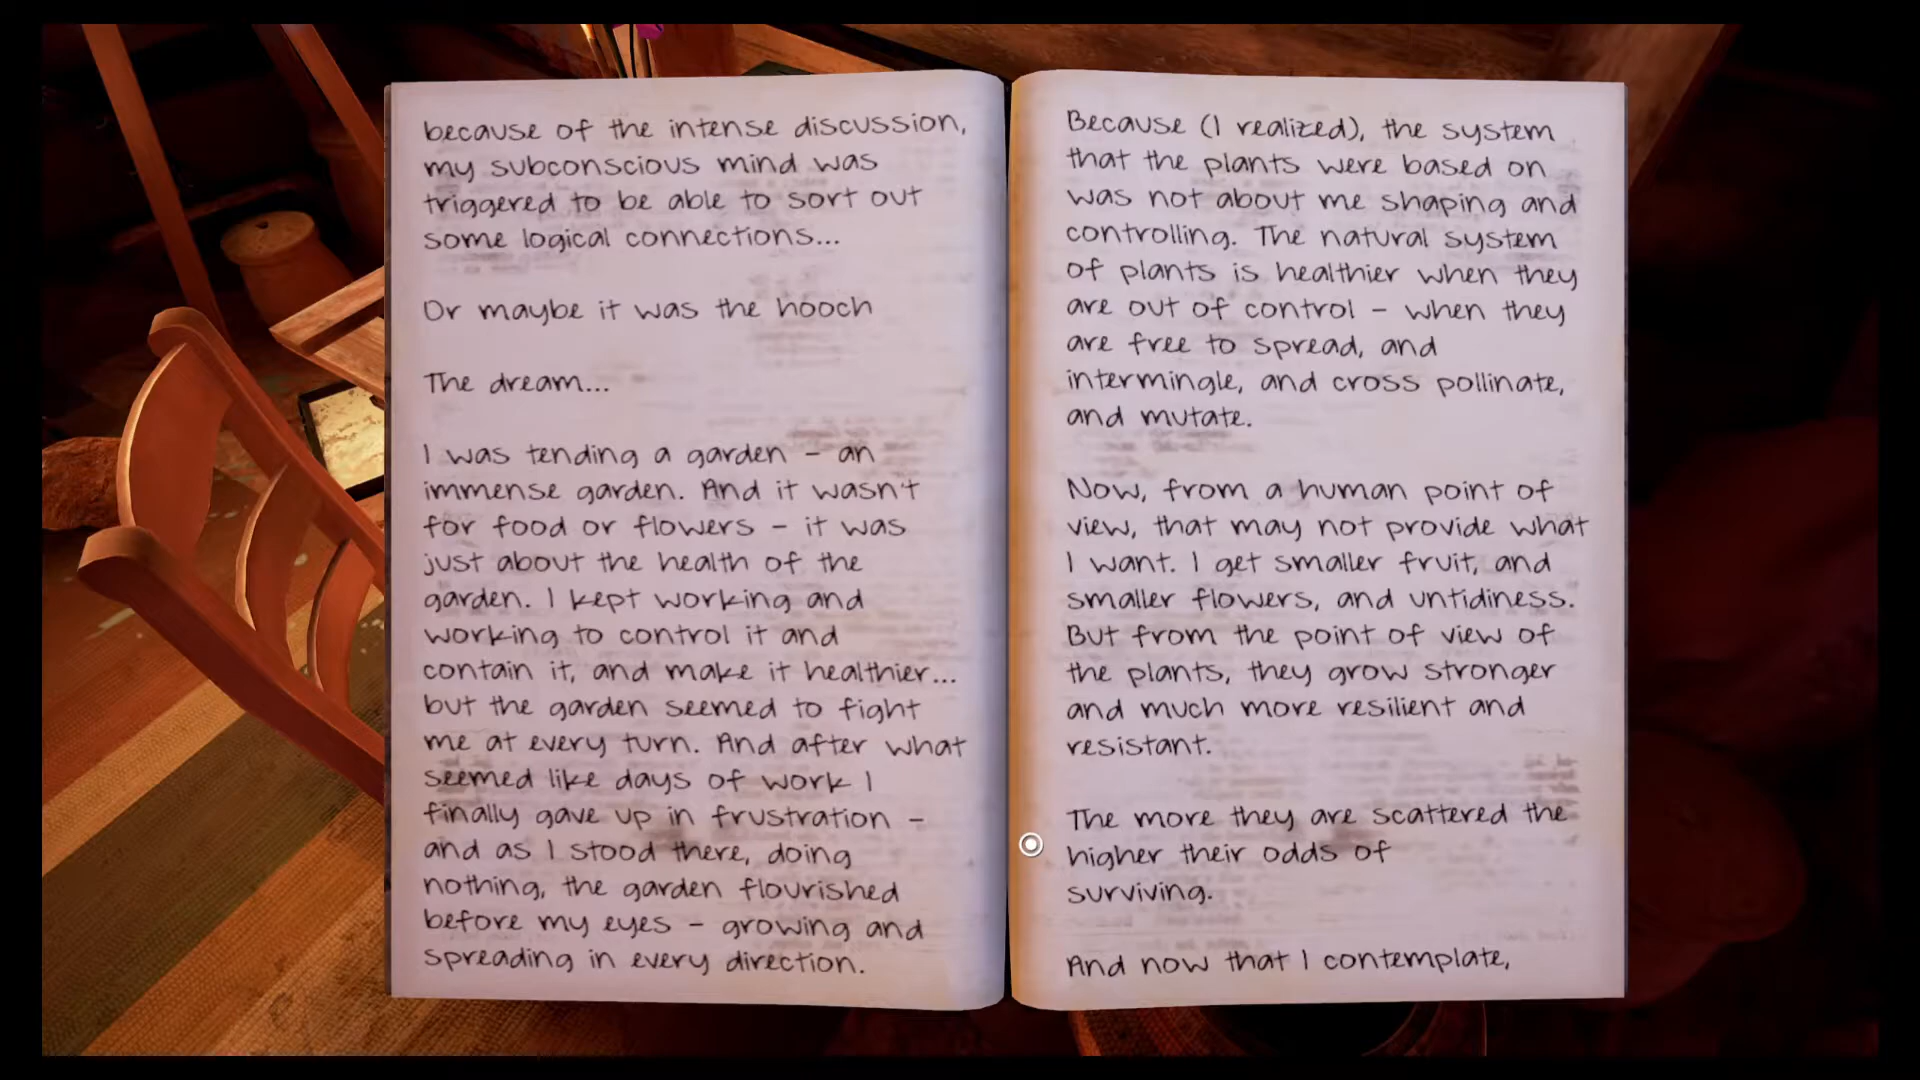 because of the intense discussion,
my subconscious mind was
triggered to be able to sort out
some logical connections...
Or maybe it was the hooch
The dream...
I was tending a garden - an
immense garden. And it wasn't
for food or flowers - it was
just about the health of the
garden. I kept working and
working to control it and
contain it, and make it healthier...
but the garden seemed to fight
me at every turn. And after what
seemed like days of work I
finally gave up in frustration -
and as I stood there, doing
nothing, the garden flourished
before my eyes - growing and
spreading in every direction.
Because (I realized), the system
that the plants were based on
was not about me shaping and
controlling. The natural system
of plants is healthier when they
are out of control - when they
are free to spread, and
intermingle, and cross pollinate,
and mutate.
Now, from a human point of
view, that may not provide what
I want. I get smaller fruit, and
smaller flowers, and untidiness.
But from the point of view of
the plants, they grow stronger
and much more resilient and
resistant.
The more they are scattered the
higher their odds of
surviving.
And now that I contemplate,